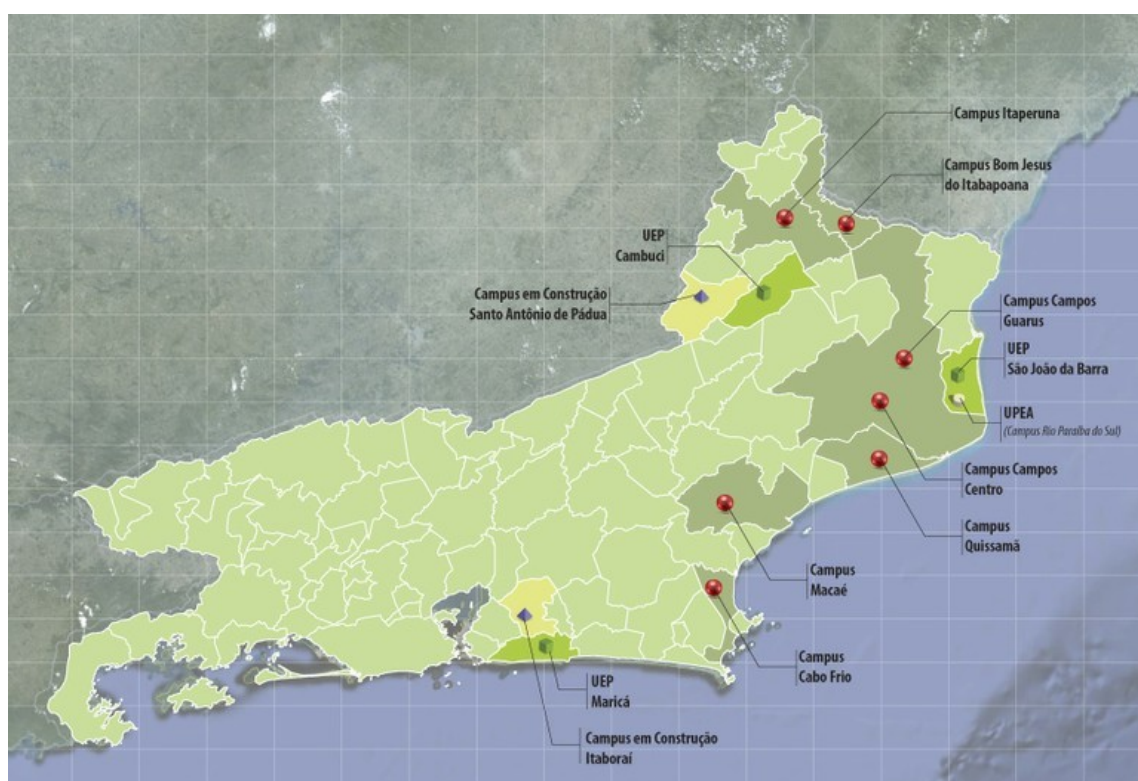 Campus Itaperuna
Campus Bom Jesus
do Itabapoana
UEP
Cambuci
Campus em Construção
Santo Antônio de Pádua
Campus Campos
Guarus
UEP
São João da Barra
UPEA
(Campus Rio Paraíba do Sul)
Campus Campos
Centro
Campus
Quissamã
Campus
Macaé
Campus
Cabo Frio
UEP
Maricá
Campus em Construção
Itaboraí